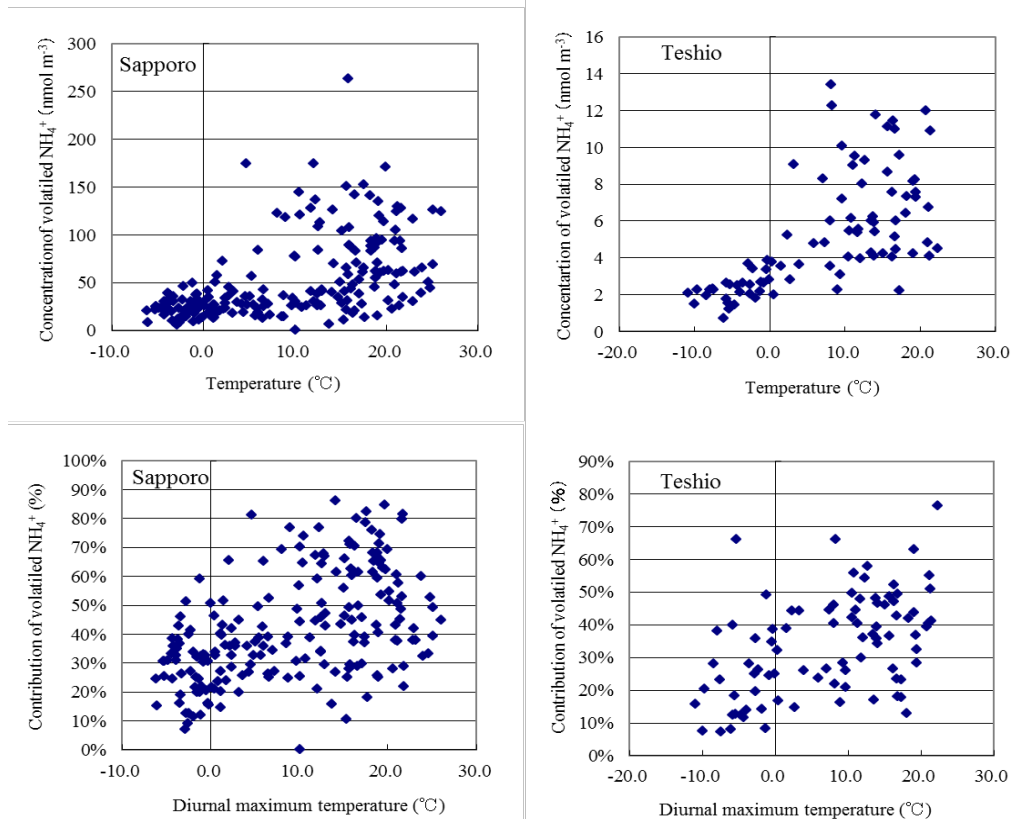 300
250
200
150
100
50
0
-10.0 0.0 10.0 20.0 30.0
Sapporo
Concentrationof volatiled NH₄⁺ (nmol m⁻³)
Temperature (℃)
16
14
12
10
8
6
4
2
0
-20.0 -10.0 0.0 10.0 20.0 30.0
Teshio
Concentartion of volatiled NH₄⁺ (nmol m⁻³)
Temperature (℃)
100%
90%
80%
70%
60%
50%
40%
30%
20%
10%
0%
-10.0 0.0 10.0 20.0 30.0
Sapporo
Contribution of volatiled NH₄⁺ (%)
Diurnal maximum temperature (℃)
90%
80%
70%
60%
50%
40%
30%
20%
10%
0%
-20.0 -10.0 0.0 10.0 20.0 30.0
Teshio
Contribution of volatiled NH₄⁺ (%)
Diurnal maximum temperature (℃)